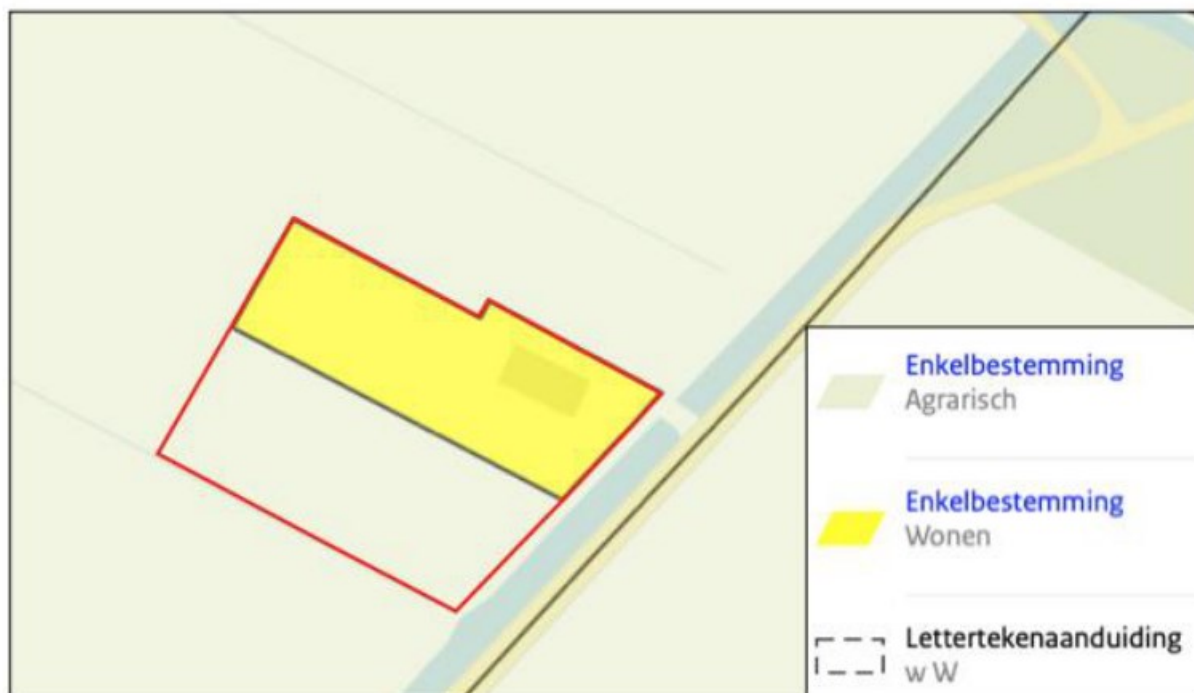 Enkelbestemming
Agrarisch
Enkelbestemming
Wonen
Lettertekenaanduiding
w W